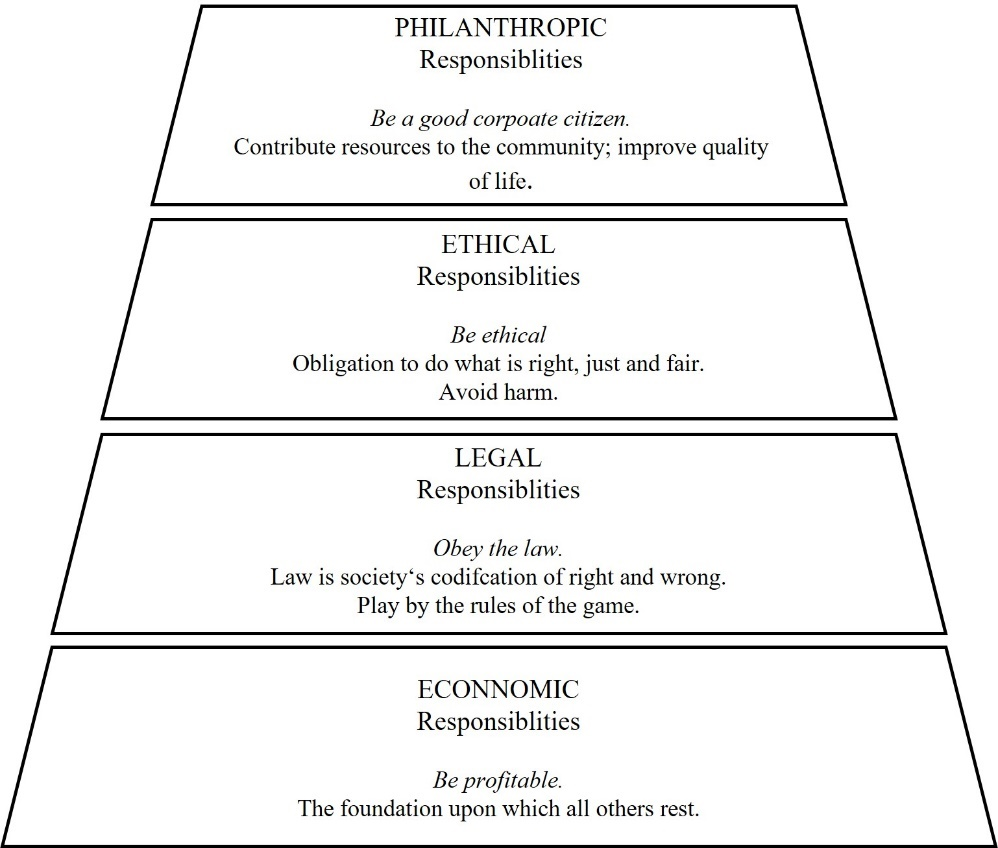 PHILANTHROPIC
Responsiblities
Be a good corpoate citizen.
Contribute resources to the community; improve quality
of life.
ETHICAL
Responsiblities
Be ethical
Obligation to do what is right, just and fair.
Avoid harm.
LEGAL
Responsiblities
Obey the law.
Law is society‘s codifcation of right and wrong.
Play by the rules of the game.
ECONNOMIC
Responsiblities
Be profitable.
The foundation upon which all others rest.